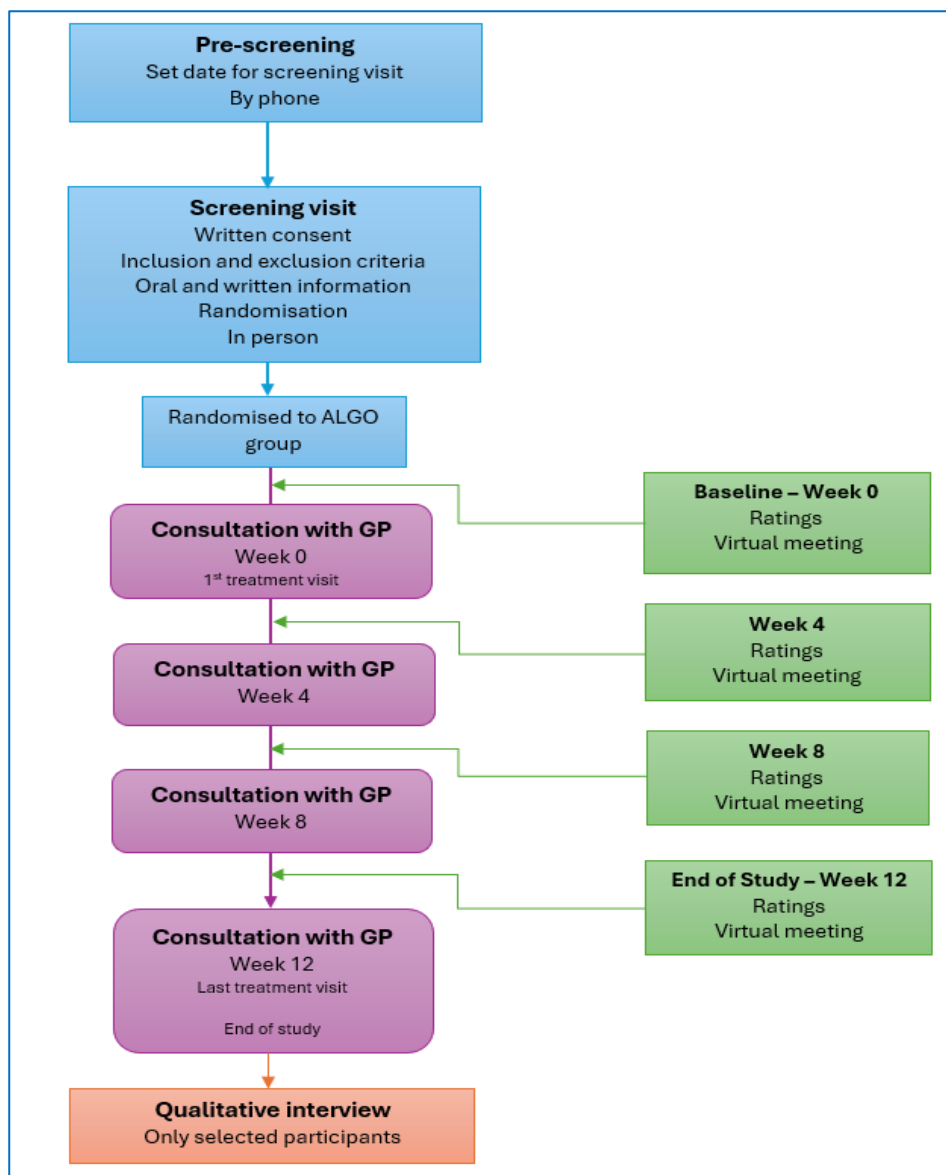 Pre-screening
Set date for screening visit
By phone
Screening visit
Written consent
Inclusion and exclusion criteria
Oral and written information
Randomisation
In person
Randomised to ALGO
group
Baseline – Week 0
Ratings
Virtual meeting
Consultation with GP
Week 0
1st treatment visit
Week 4
Ratings
Virtual meeting
Consultation with GP
Week 4
Week 8
Ratings
Virtual meeting
Consultation with GP
Week 8
End of Study – Week 12
Ratings
Virtual meeting
Consultation with GP
Week 12
Last treatment visit
End of study
Qualitative interview
Only selected participants